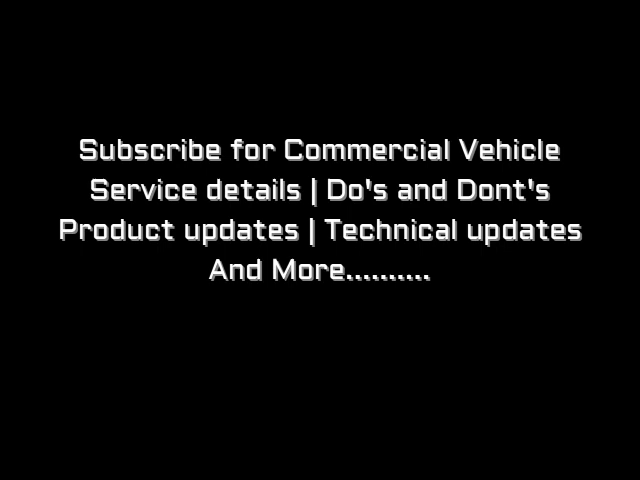 Subscribe for Commercial Vehicle
Service details | Do's and Dont's
Product updates | Technical updates
And More..........